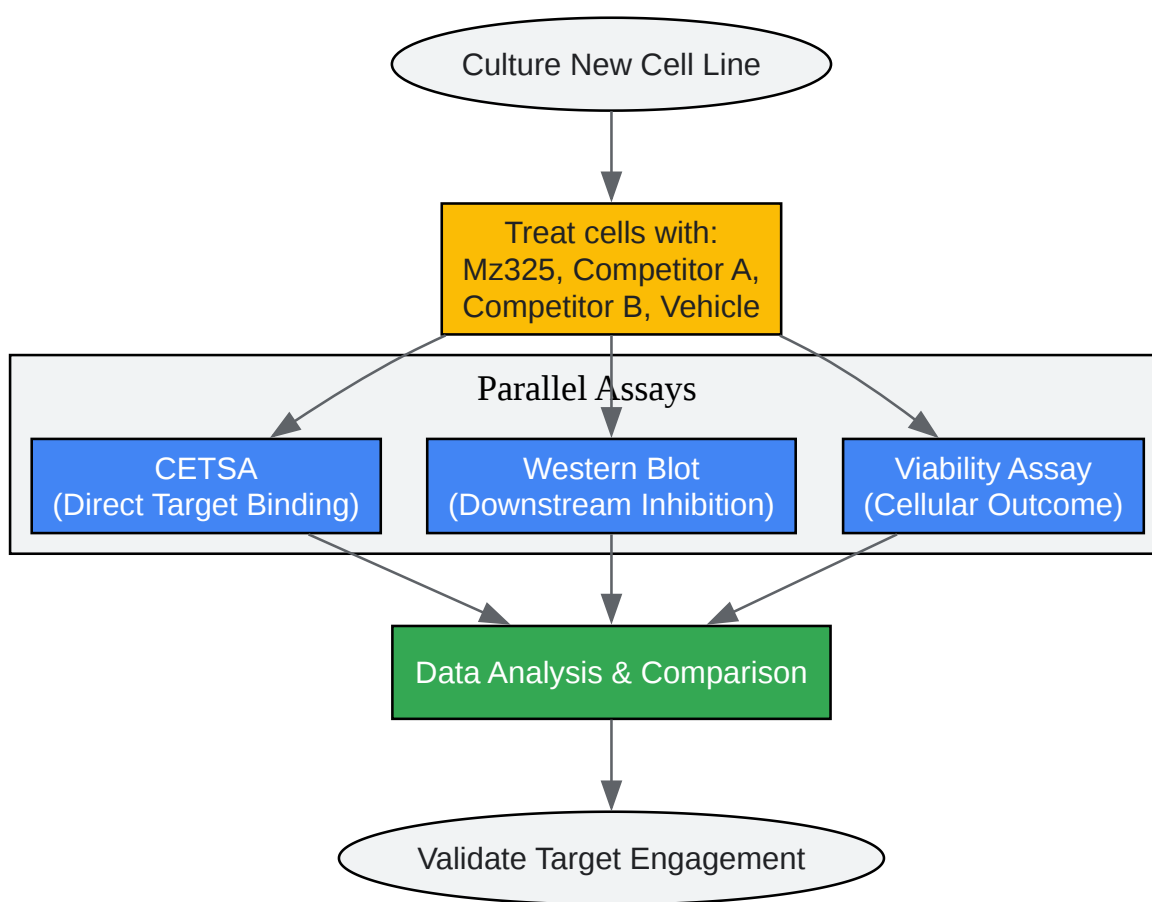 Culture New Cell Line
Treat cells with:
Mz325, Competitor A,
Competitor B, Vehicle
Parallel Assays
CETSA
(Direct Target Binding)
Western Blot
(Downstream Inhibition)
Viability Assay
(Cellular Outcome)
Data Analysis & Comparison
Validate Target Engagement